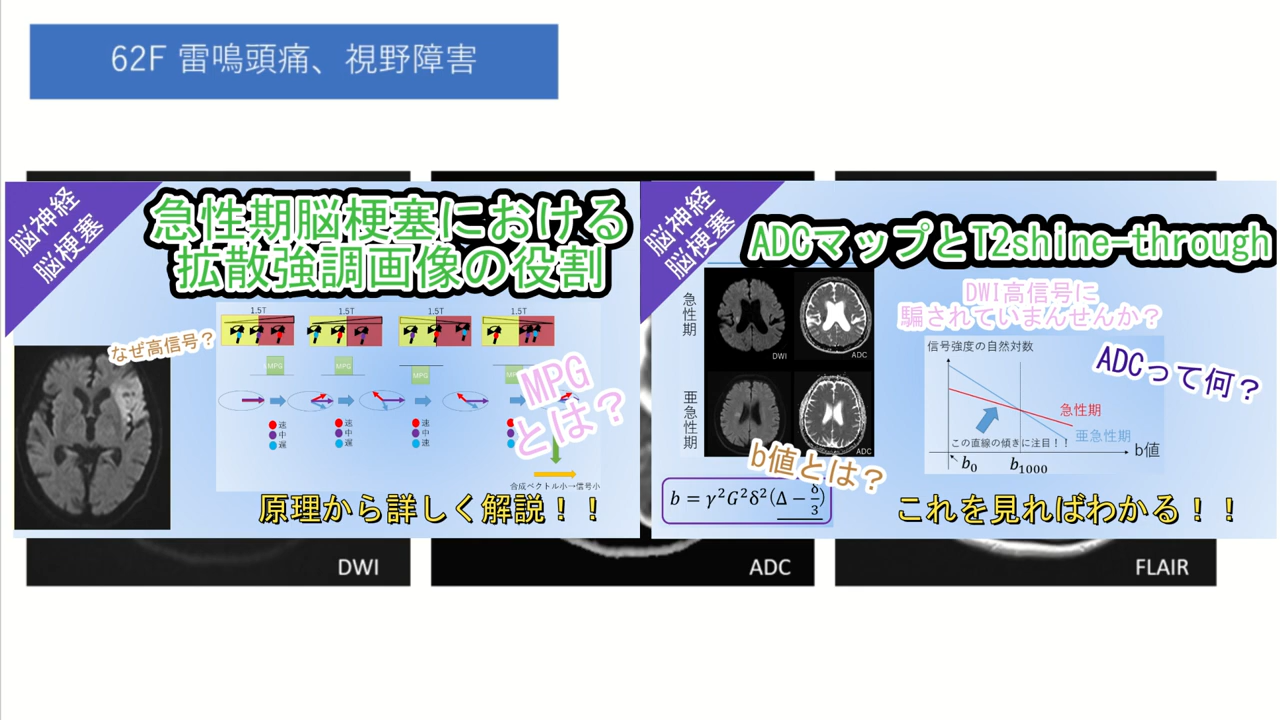 62F 雷鳴頭痛、視野障害
脳神経
脳梗塞
急性期脳梗塞における
拡散強調画像の役割
なぜ高信号?
1.5T
1.5T
1.5T
1.5T
MPG
MPG
MPG
MPG
速
中
遅
速
中
遅
速
中
速
速
MPG
とは?
合成ベクトル小→信号小
原理から詳しく解説!!
脳神経
脳梗塞
ADCマップとT2shine-through
急性期
DWI
ADC
亜急性期
ADC
DWI高信号に
騙されていまんせんか?
信号強度の自然対数
ADCって何?
急性期
亜急性期
この直線の傾きに注目!!
b値
b₀
b₁₀₀₀
b値とは?
b = γ²G²δ²(Δ − δ/3)
これを見ればわかる!!
DWI
ADC
FLAIR